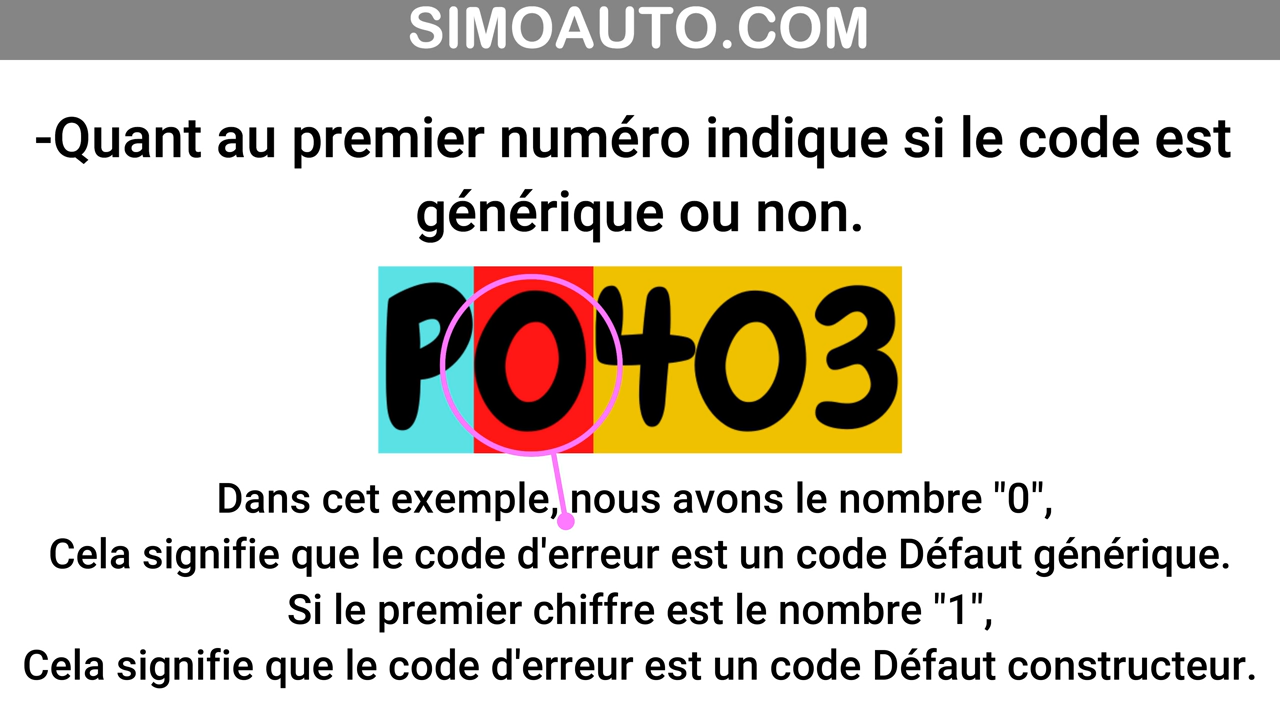 SIMOAUTO.COM
-Quant au premier numéro indique si le code est
générique ou non.
P0403
Dans cet exemple, nous avons le nombre "0",
Cela signifie que le code d'erreur est un code Défaut générique.
Si le premier chiffre est le nombre "1",
Cela signifie que le code d'erreur est un code Défaut constructeur.